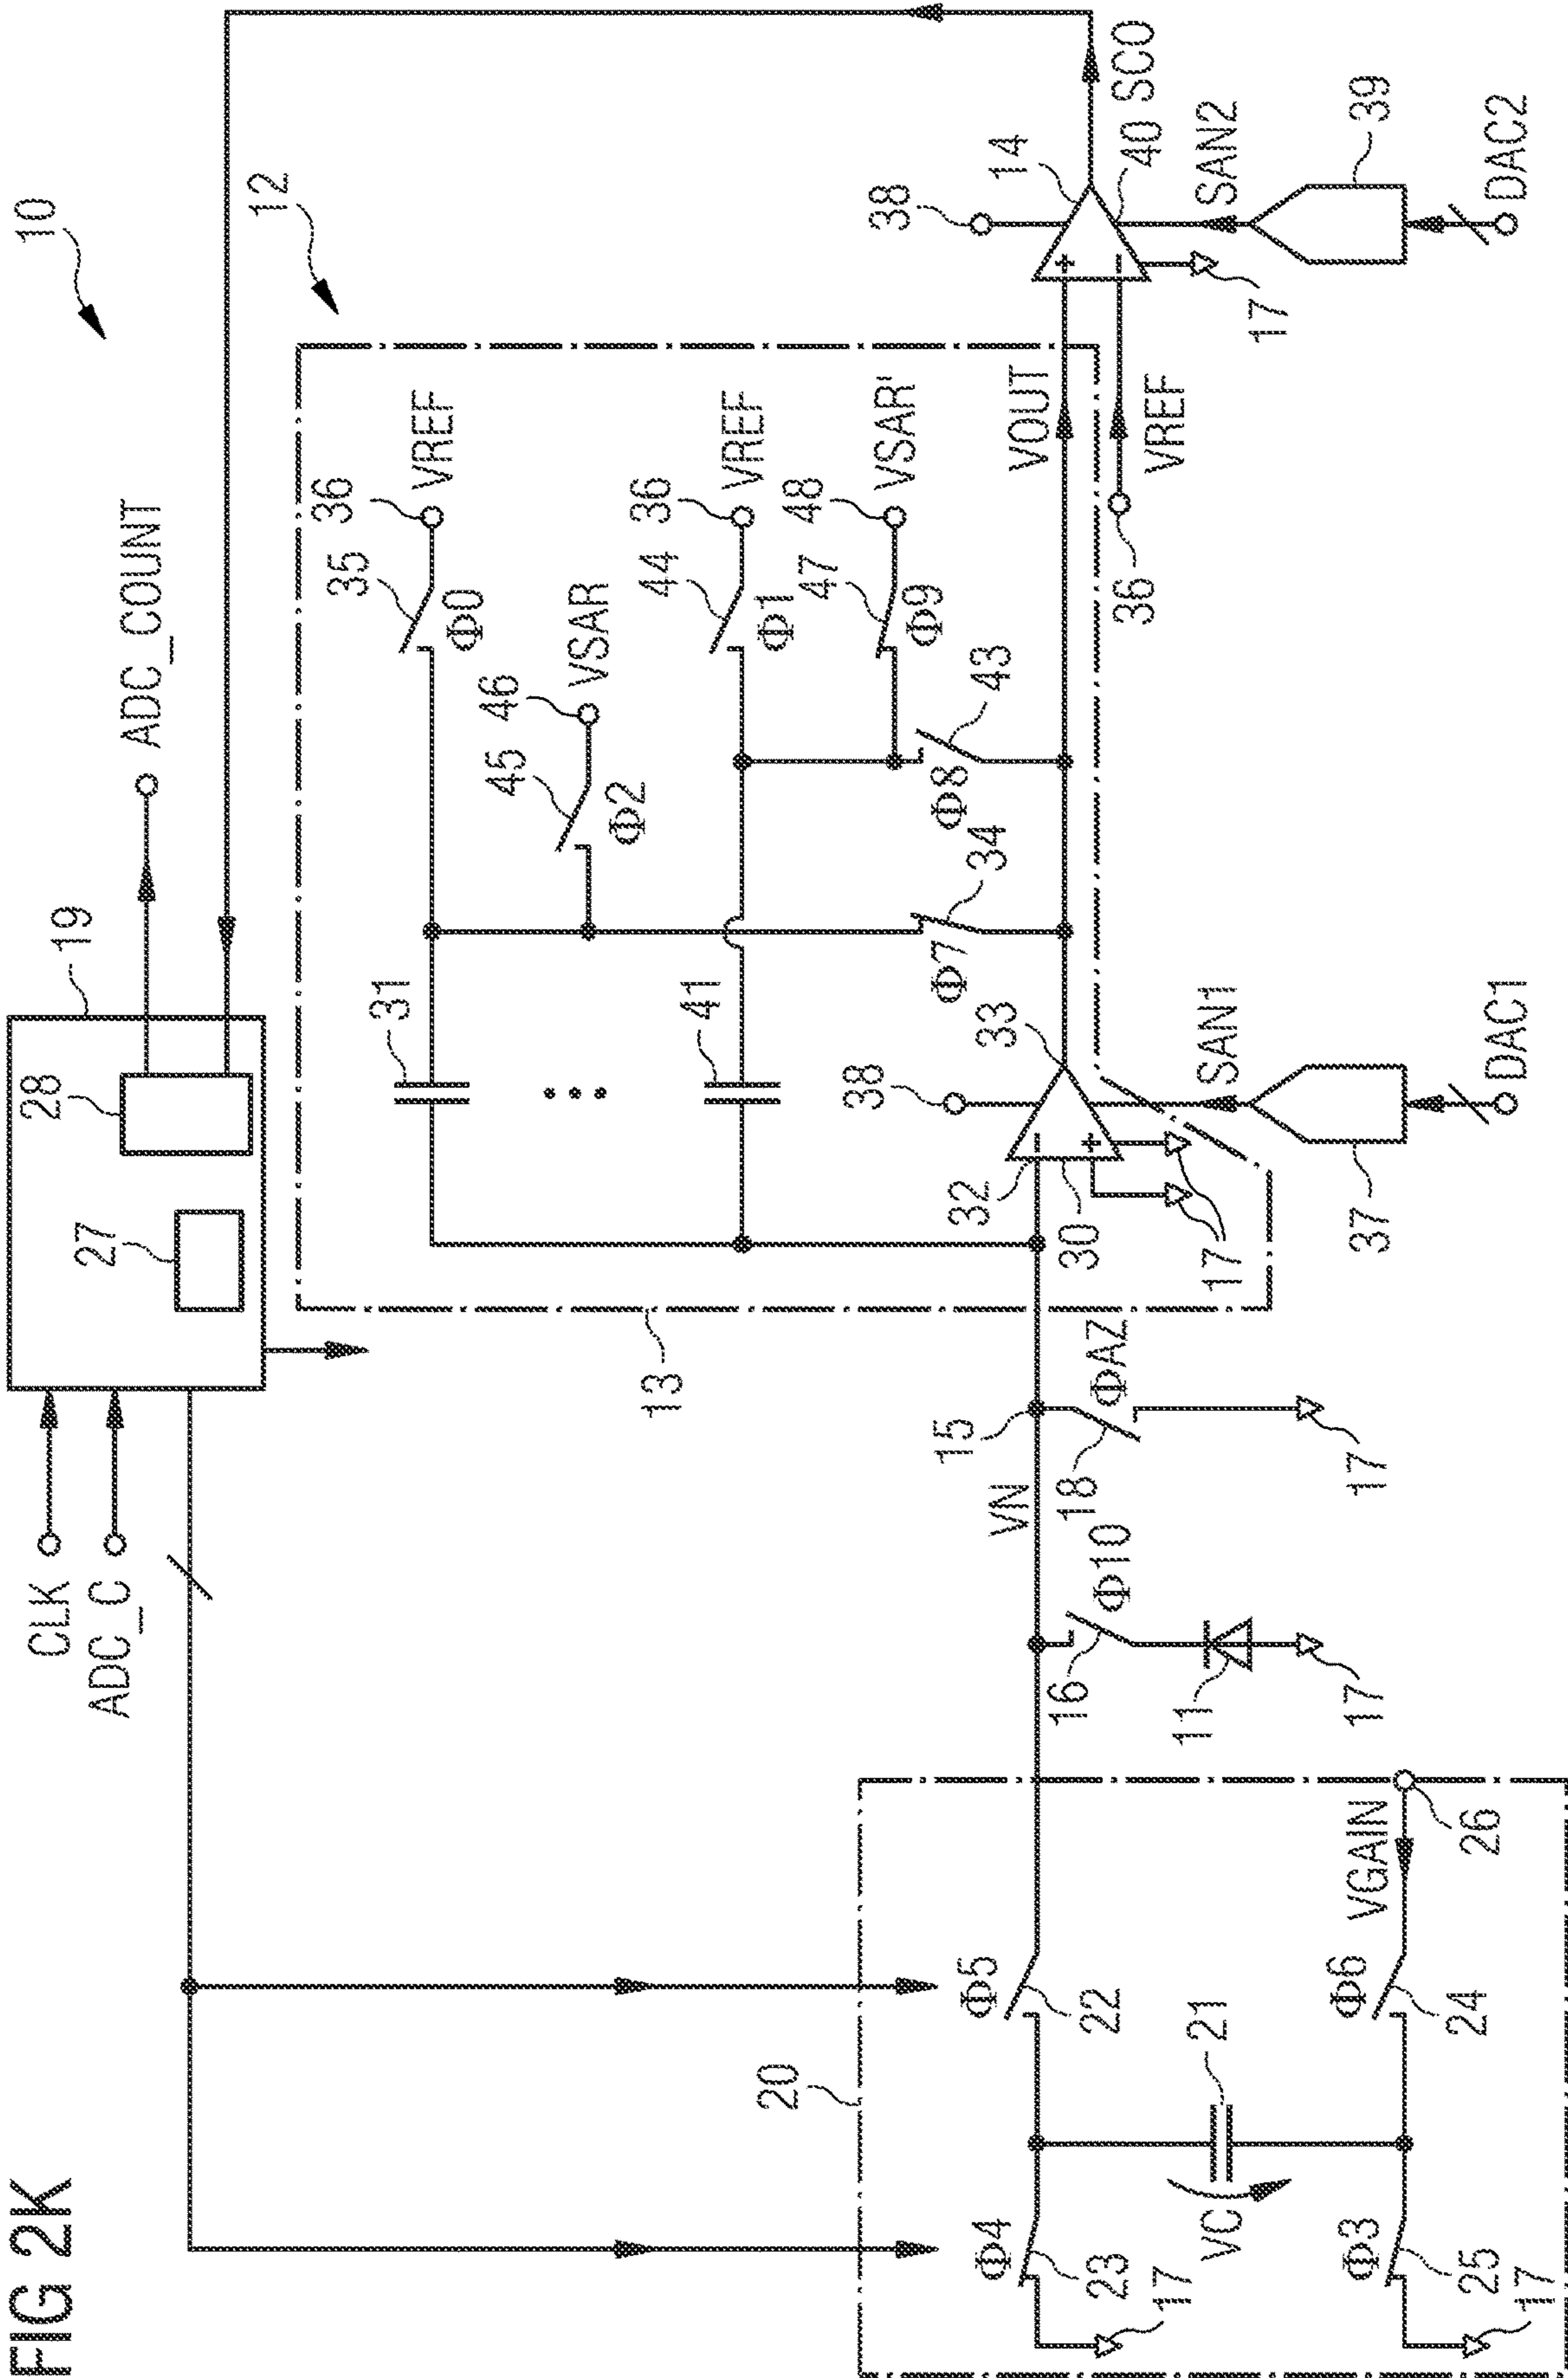 FIG 2K
10
12
CLK
ADC_C
19
27
28
ADC_COUNT
13
31
41
35
36
VREF
Φ0
45
46
VSAR
Φ2
44
36
VREF
Φ1
47
48
VSAR'
Φ9
Φ7
34
Φ8
43
VOUT
36
VREF
38
14
40
SCO
17
SAN2
39
DAC2
38
32
33
30
17
SAN1
37
DAC1
VN
15
18
ΦAZ
17
16
Φ10
11
17
20
Φ4
23
17
Φ5
22
VC
21
Φ3
25
17
Φ6
24
VGAIN
26